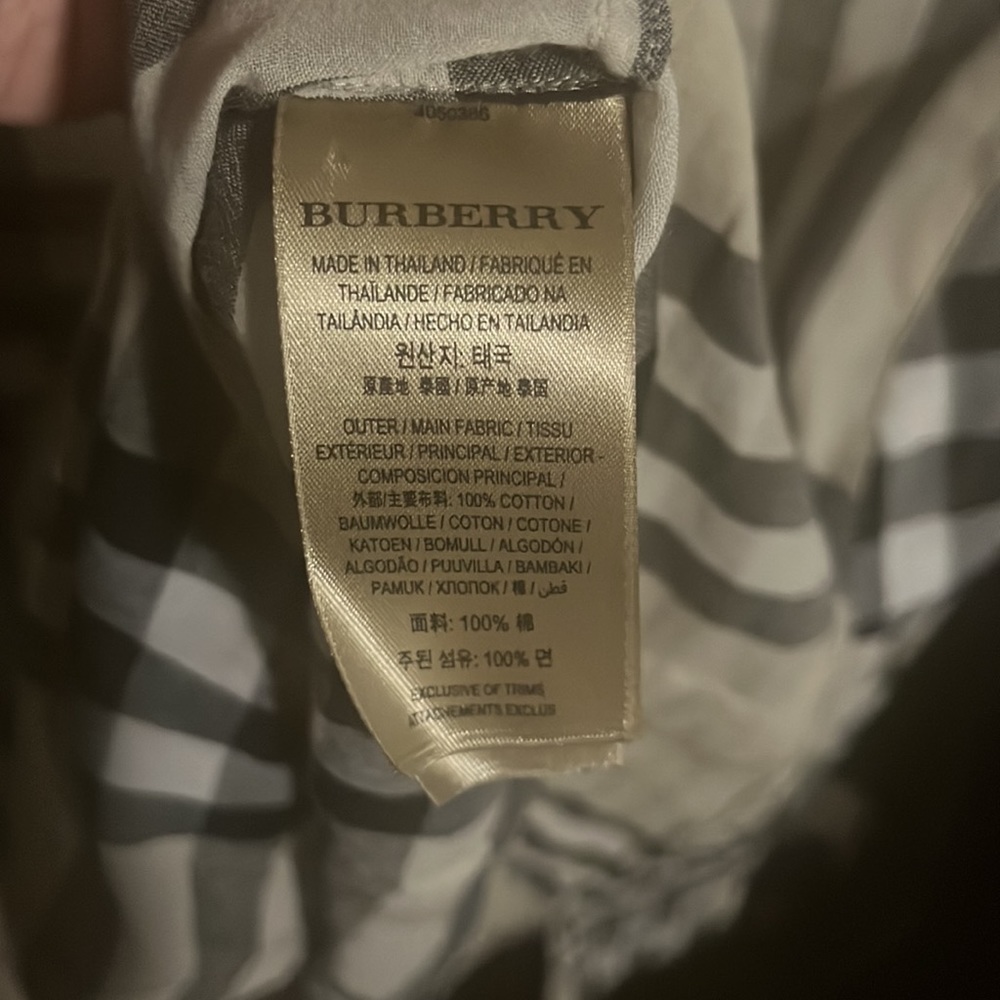 4050386
BURBERRY
MADE IN THAILAND / FABRIQUÉ EN
THAÏLANDE / FABRICADO NA
TAILÂNDIA / HECHO EN TAILANDIA
원산지: 태국
原產地 泰國 / 原产地 泰国
OUTER / MAIN FABRIC / TISSU
EXTÉRIEUR / PRINCIPAL / EXTERIOR -
COMPOSICIÓN PRINCIPAL /
外部/主要布料: 100% COTTON /
BAUMWOLLE / COTON / COTONE /
KATOEN / BOMULL / ALGODÓN /
ALGODÃO / PUUVILLA / BAMBAKI /
PAMUK / ХЛОПОК / 棉 / قطن
面料: 100% 棉
주된 섬유: 100% 면
EXCLUSIVE OF TRIMS
ATTACHEMENTS EXCLUS